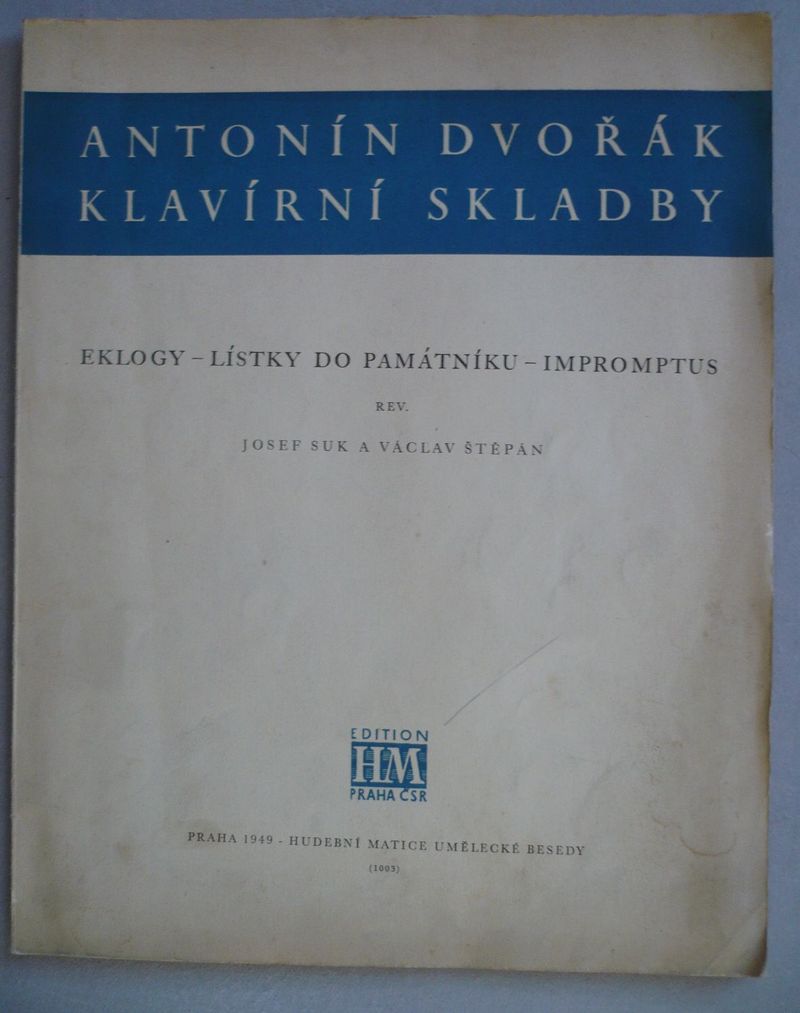 ANTONÍN DVOŘÁK
KLAVÍRNÍ SKLADBY
EKLOGY – LÍSTKY DO PAMÁTNÍKU – IMPROMPTUS
REV.
JOSEF SUK A VÁCLAV ŠTĚPÁN
EDITION
HM
PRAHA ČSR
PRAHA 1949 - HUDEBNÍ MATICE UMĚLECKÉ BESEDY
(1003)